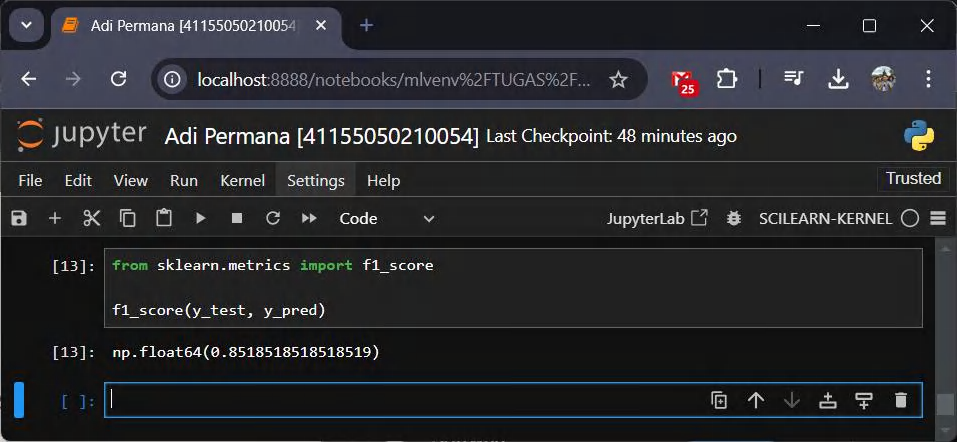 Adi Permana [41155050210054]
localhost:8888/notebooks/mlvenv%2FTUGAS%2F...
25
jupyter Adi Permana [41155050210054] Last Checkpoint: 48 minutes ago
File Edit View Run Kernel Settings Help Trusted
Code JupyterLab SCILEARN-KERNEL
[13]: from sklearn.metrics import f1_score
f1_score(y_test, y_pred)
[13]: np.float64(0.8518518518518519)
[ ]: